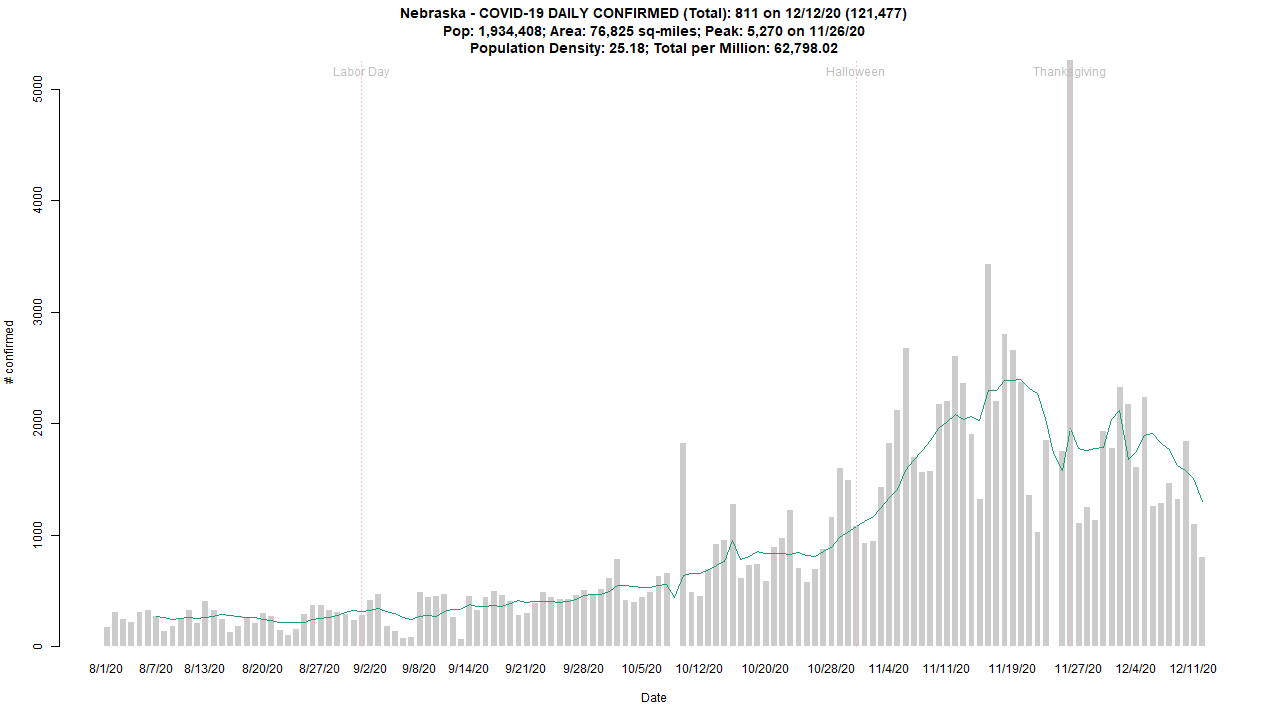 Nebraska - COVID-19 DAILY CONFIRMED (Total): 811 on 12/12/20 (121,477)
Pop: 1,934,408; Area: 76,825 sq-miles; Peak: 5,270 on 11/26/20
Population Density: 25.18; Total per Million: 62,798.02
Labor Day Halloween Thanksgiving
5000
4000
3000
2000
1000
0
# confirmed
8/1/20 8/7/20 8/13/20 8/20/20 8/27/20 9/2/20 9/8/20 9/14/20 9/21/20 9/28/20 10/5/20 10/12/20 10/20/20 10/28/20 11/4/20 11/11/20 11/19/20 11/27/20 12/4/20 12/11/20
Date